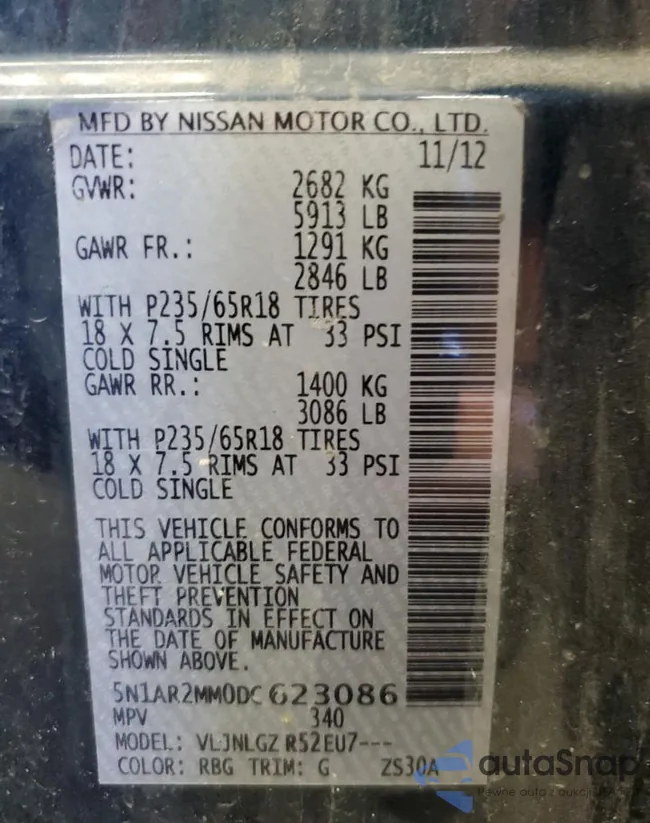 MFD BY NISSAN MOTOR CO., LTD.
DATE: 11/12
GVWR: 2682 KG
5913 LB
GAWR FR.: 1291 KG
2846 LB
WITH P235/65R18 TIRES
18 X 7.5 RIMS AT 33 PSI
COLD SINGLE
GAWR RR.: 1400 KG
3086 LB
WITH P235/65R18 TIRES
18 X 7.5 RIMS AT 33 PSI
COLD SINGLE
THIS VEHICLE CONFORMS TO
ALL APPLICABLE FEDERAL
MOTOR VEHICLE SAFETY AND
THEFT PREVENTION
STANDARDS IN EFFECT ON
THE DATE OF MANUFACTURE
SHOWN ABOVE.
5N1AR2MM0DC623086
MPV 340
MODEL: VLJNLGZ R52EU7---
COLOR: RBG TRIM: G ZS30A
autoSnap
Pewne auta z aukcji